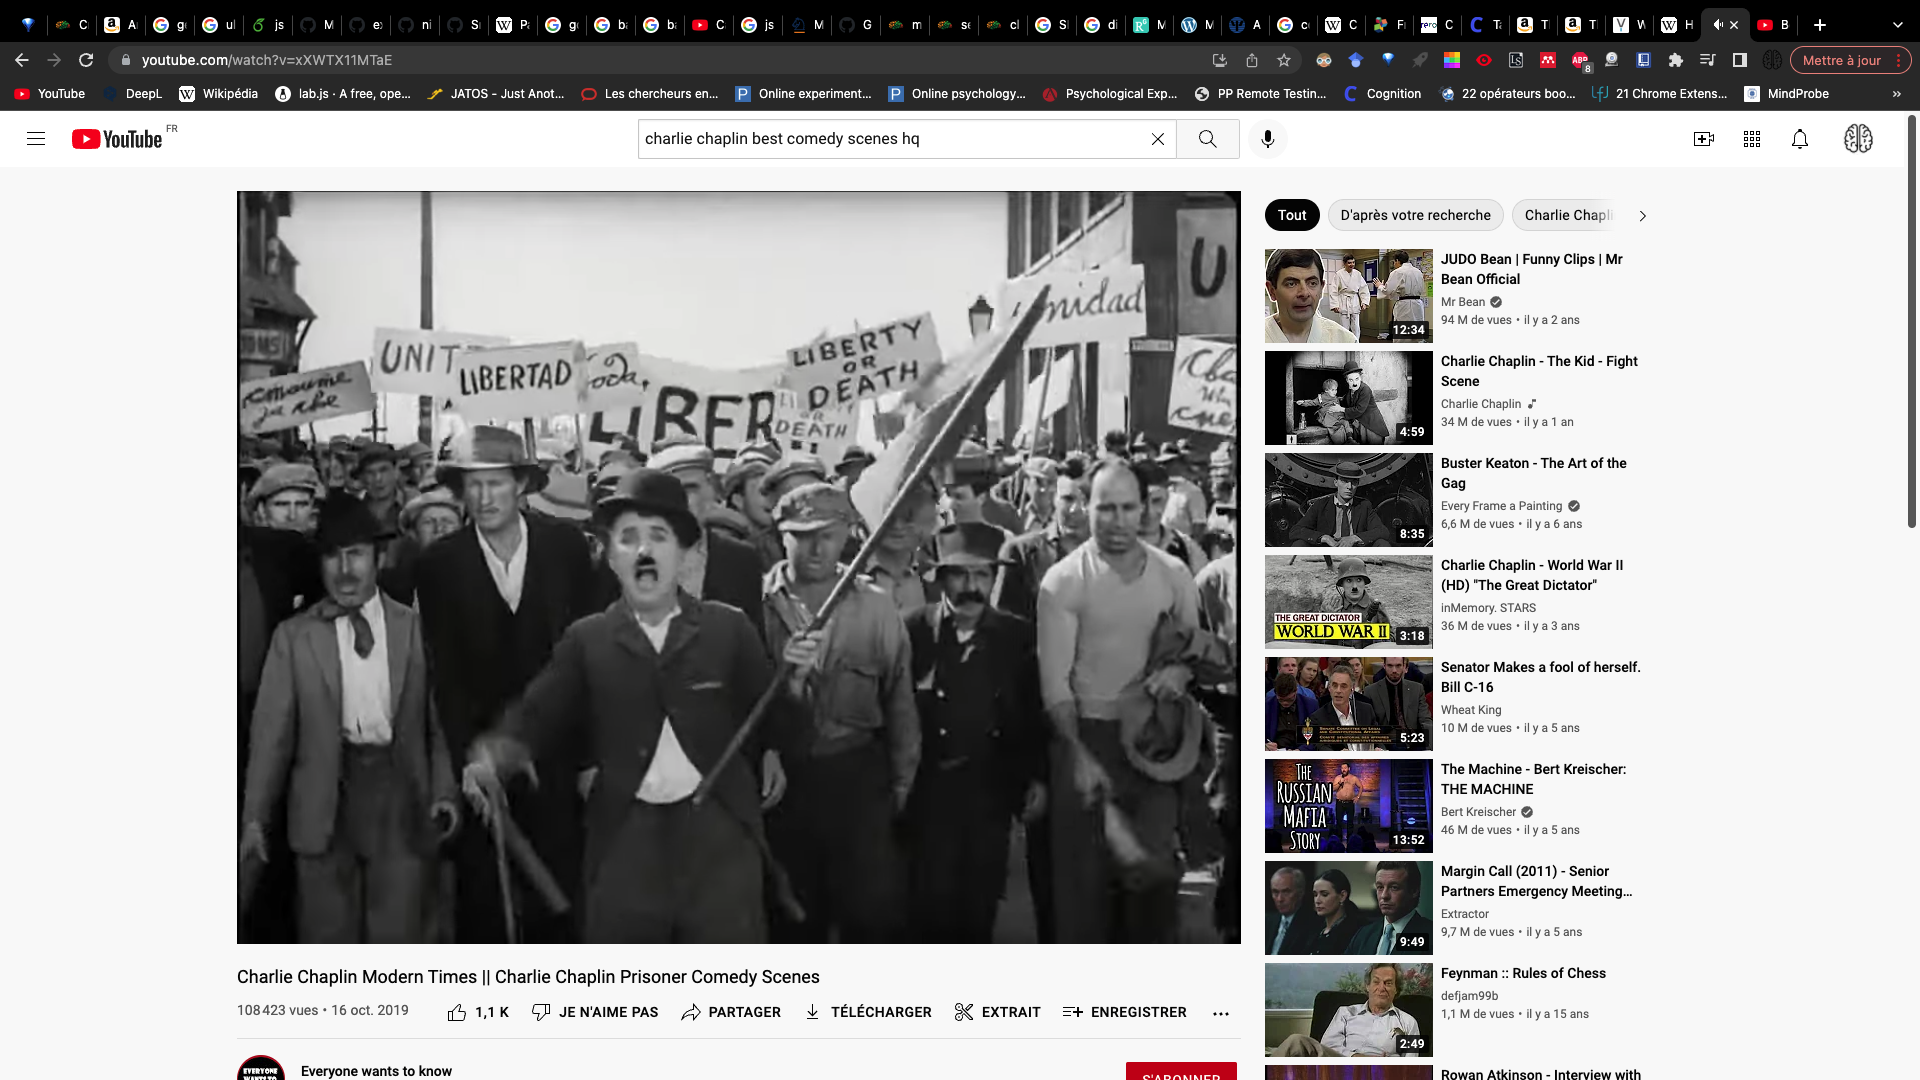 youtube.com/watch?v=xXWTX11MTaE
Mettre à jour
YouTube
DeepL
Wikipédia
lab.js · A free, ope...
JATOS - Just Anot...
Les chercheurs en...
Online experiment...
Online psychology...
Psychological Exp...
PP Remote Testin...
Cognition
22 opérateurs boo...
21 Chrome Extens...
MindProbe
YouTube FR
charlie chaplin best comedy scenes hq
UNIT
LIBERTAD
LIBER
LIBERTY
OR
DEATH
DEATH
U
Tout
D'après votre recherche
Charlie Chapli
JUDO Bean | Funny Clips | Mr
Bean Official
Mr Bean
94 M de vues • il y a 2 ans
12:34
Charlie Chaplin - The Kid - Fight
Scene
Charlie Chaplin
34 M de vues • il y a 1 an
4:59
Buster Keaton - The Art of the
Gag
Every Frame a Painting
6,6 M de vues • il y a 6 ans
8:35
Charlie Chaplin - World War II
(HD) "The Great Dictator"
inMemory. STARS
36 M de vues • il y a 3 ans
THE GREAT DICTATOR
WORLD WAR II
3:18
Senator Makes a fool of herself.
Bill C-16
Wheat King
10 M de vues • il y a 5 ans
5:23
The Machine - Bert Kreischer:
THE MACHINE
Bert Kreischer
46 M de vues • il y a 5 ans
THE
RUSSIAN
MAFIA
STORY
13:52
Margin Call (2011) - Senior
Partners Emergency Meeting...
Extractor
9,7 M de vues • il y a 5 ans
9:49
Feynman :: Rules of Chess
defjam99b
1,1 M de vues • il y a 15 ans
2:49
Rowan Atkinson - Interview with
Charlie Chaplin Modern Times || Charlie Chaplin Prisoner Comedy Scenes
108 423 vues • 16 oct. 2019
1,1 K
JE N'AIME PAS
PARTAGER
TÉLÉCHARGER
EXTRAIT
ENREGISTRER
Everyone wants to know
S'ABONNER